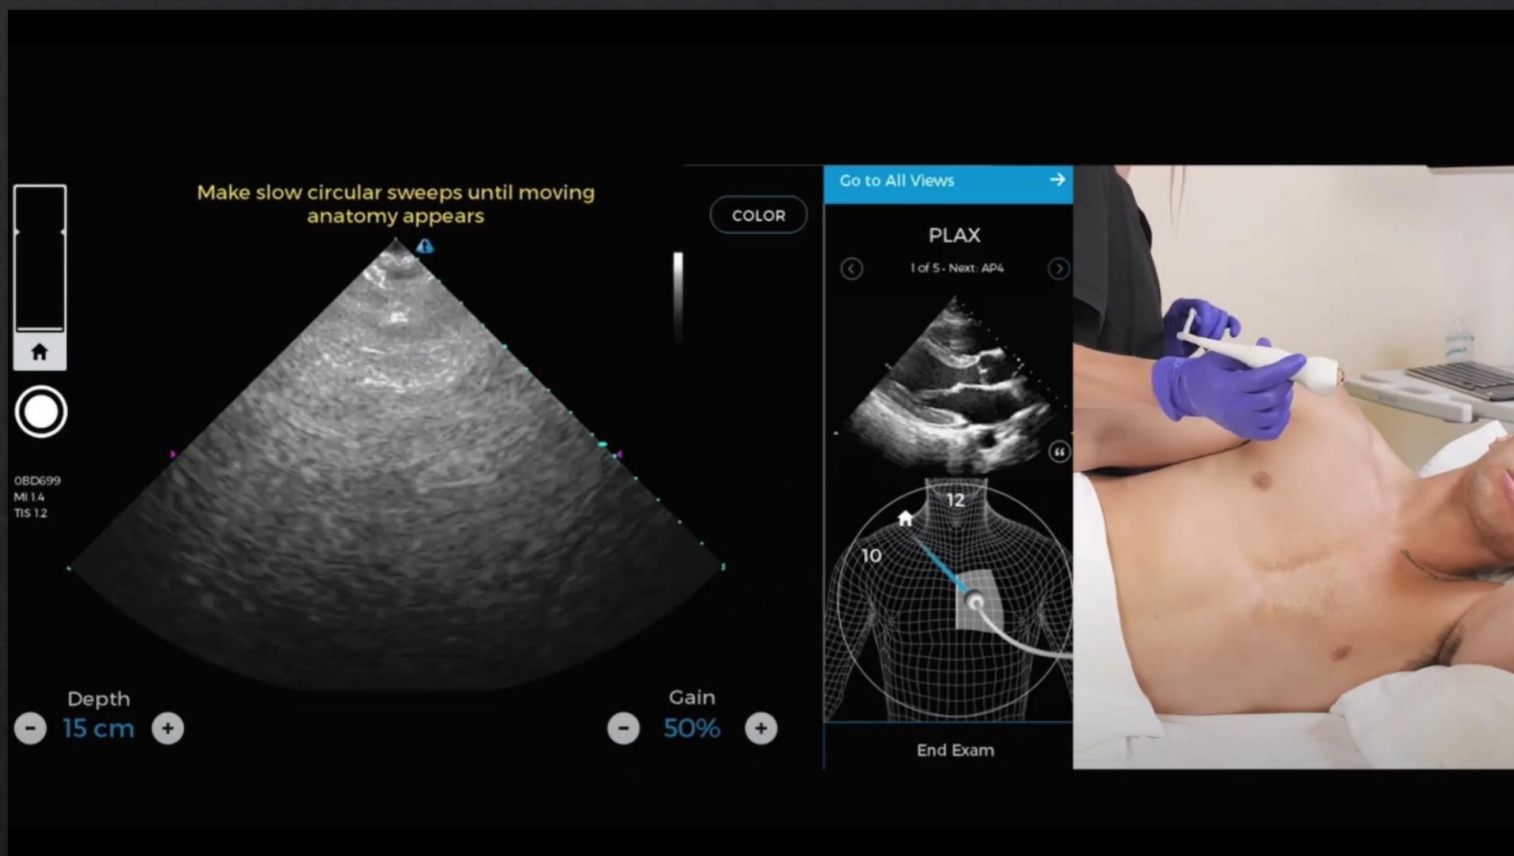 Make slow circular sweeps until moving
anatomy appears
COLOR
0BD699
MI 1.4
TIS 1.2
Depth
15 cm
Gain
50%
Go to All Views
PLAX
1 of 5 • Next: AP4
12
10
End Exam